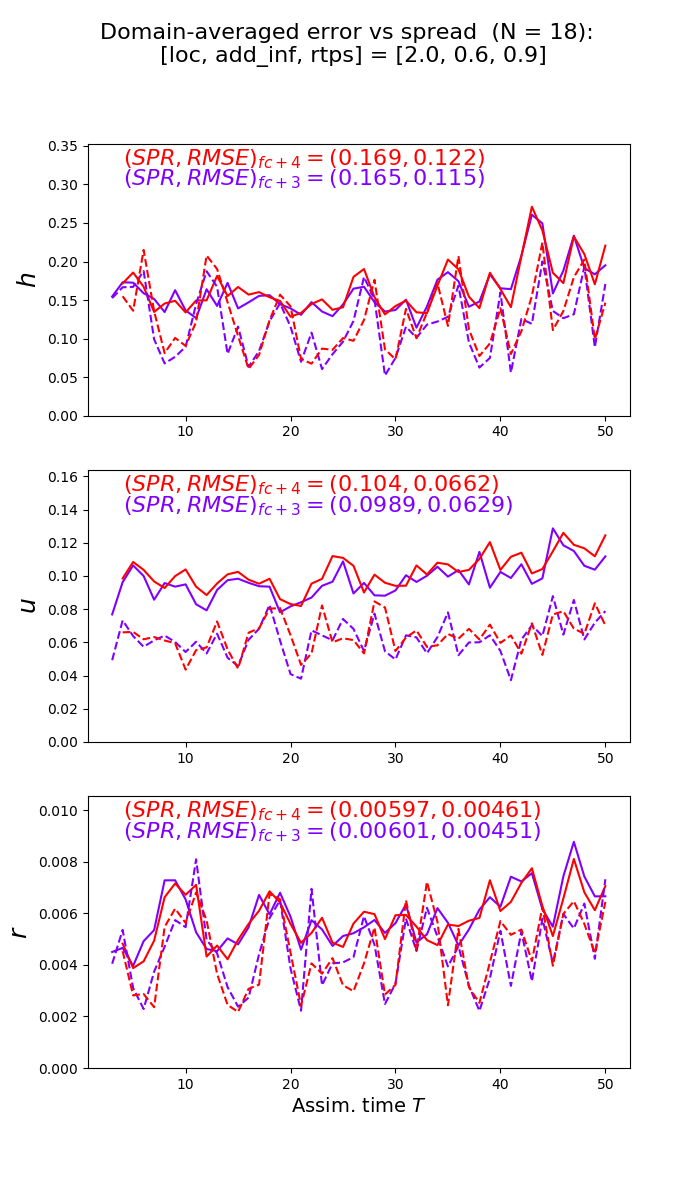 Domain-averaged error vs spread (N = 18):
[loc, add_inf, rtps] = [2.0, 0.6, 0.9]
0.35
(SPR, RMSE)fc+4 = (0.169, 0.122)
(SPR, RMSE)fc+3 = (0.165, 0.115)
0.30
0.25
0.20
0.15
0.10
0.05
0.00
h
10 20 30 40 50
0.16
(SPR, RMSE)fc+4 = (0.104, 0.0662)
(SPR, RMSE)fc+3 = (0.0989, 0.0629)
0.14
0.12
0.10
0.08
0.06
0.04
0.02
0.00
u
10 20 30 40 50
0.010
(SPR, RMSE)fc+4 = (0.00597, 0.00461)
(SPR, RMSE)fc+3 = (0.00601, 0.00451)
0.008
0.006
0.004
0.002
0.000
r
10 20 30 40 50
Assim. time T